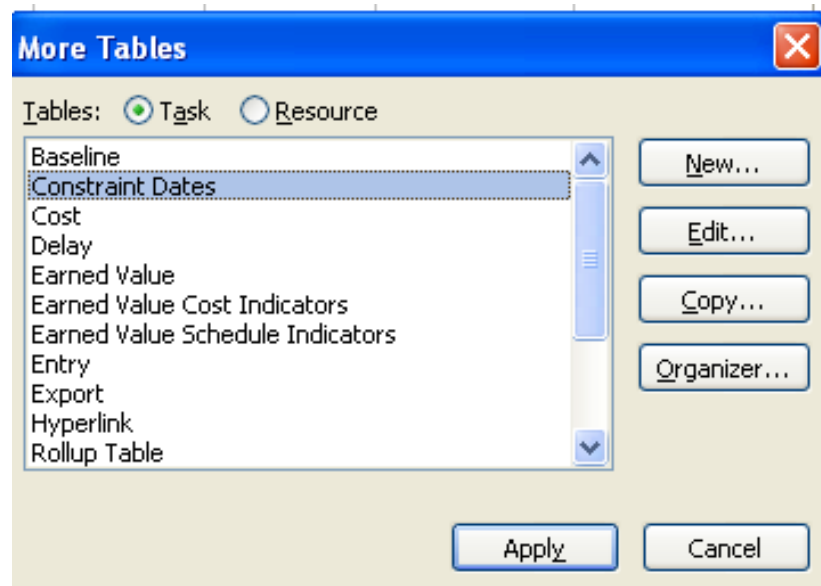 More Tables
Tables: Task Resource
Baseline
Constraint Dates
Cost
Delay
Earned Value
Earned Value Cost Indicators
Earned Value Schedule Indicators
Entry
Export
Hyperlink
Rollup Table
New...
Edit...
Copy...
Organizer...
Apply Cancel